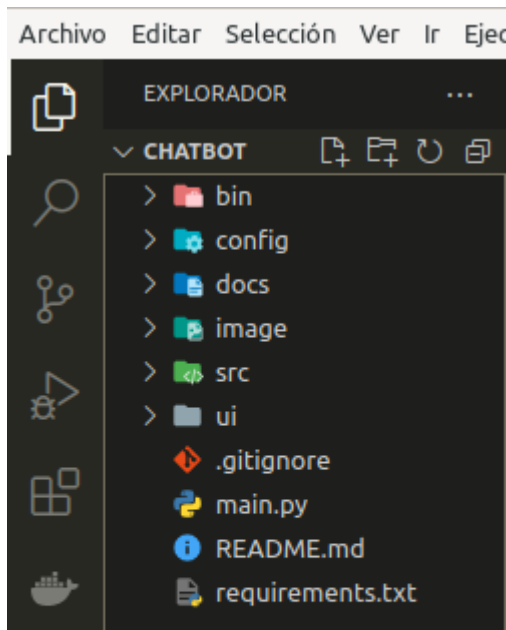 Archivo Editar Selección Ver Ir Ejec
EXPLORADOR ...
CHATBOT
bin
config
docs
image
src
ui
.gitignore
main.py
README.md
requirements.txt